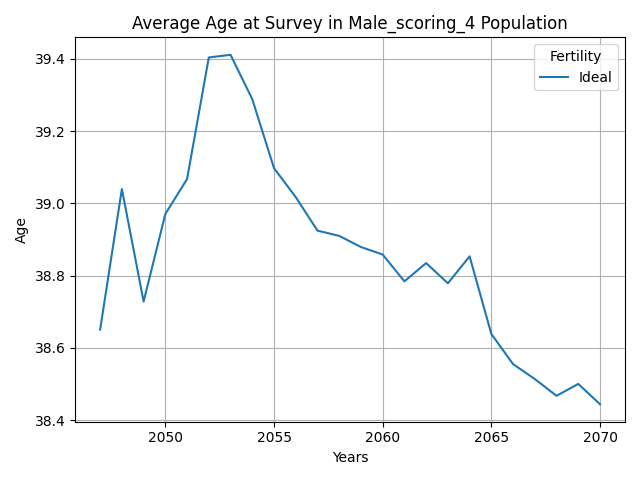 Average Age at Survey in Male_scoring_4 Population
Fertility
Ideal
39.4
39.2
39.0
38.8
38.6
38.4
Age
2050 2055 2060 2065 2070
Years